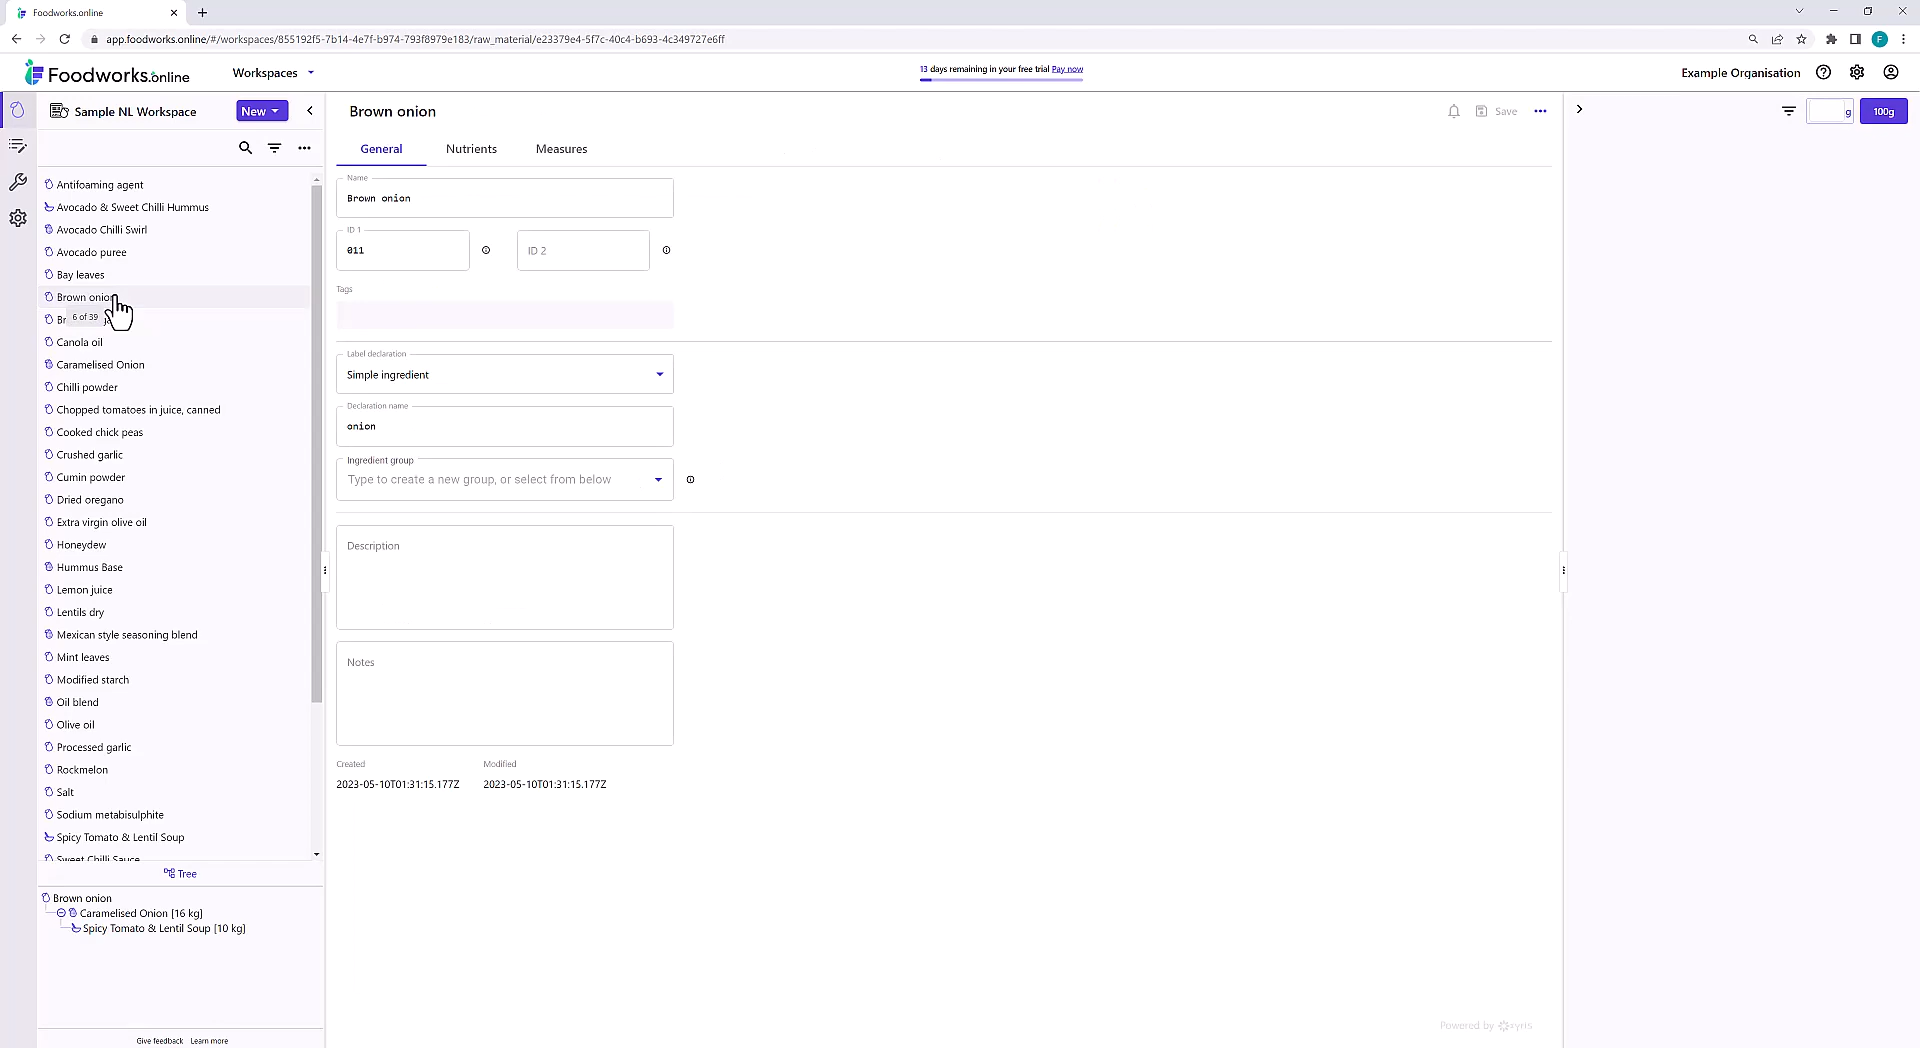 Foodworks.online
app.foodworks.online/#/workspaces/855192f5-7b14-4e7f-b974-793f8979e183/raw_material/e23379e4-5f7c-40c4-b693-4c349727e6ff
F
Foodworks.online
Workspaces
13 days remaining in your free trial Pay now
Example Organisation
Sample NL Workspace
New
Brown onion
Save
g
100g
General
Nutrients
Measures
Antifoaming agent
Avocado & Sweet Chilli Hummus
Avocado Chilli Swirl
Avocado puree
Bay leaves
Brown onion
6 of 39
Canola oil
Caramelised Onion
Chilli powder
Chopped tomatoes in juice, canned
Cooked chick peas
Crushed garlic
Cumin powder
Dried oregano
Extra virgin olive oil
Honeydew
Hummus Base
Lemon juice
Lentils dry
Mexican style seasoning blend
Mint leaves
Modified starch
Oil blend
Olive oil
Processed garlic
Rockmelon
Salt
Sodium metabisulphite
Spicy Tomato & Lentil Soup
Sweet Chilli Sauce
Tree
Brown onion
Caramelised Onion [16 kg]
Spicy Tomato & Lentil Soup [10 kg]
Give feedback
Learn more
Name
Brown onion
ID 1
011
ID 2
Tags
Label declaration
Simple ingredient
Declaration name
onion
Ingredient group
Type to create a new group, or select from below
Description
Notes
Created
Modified
2023-05-10T01:31:15.177Z
2023-05-10T01:31:15.177Z
Powered by xyris